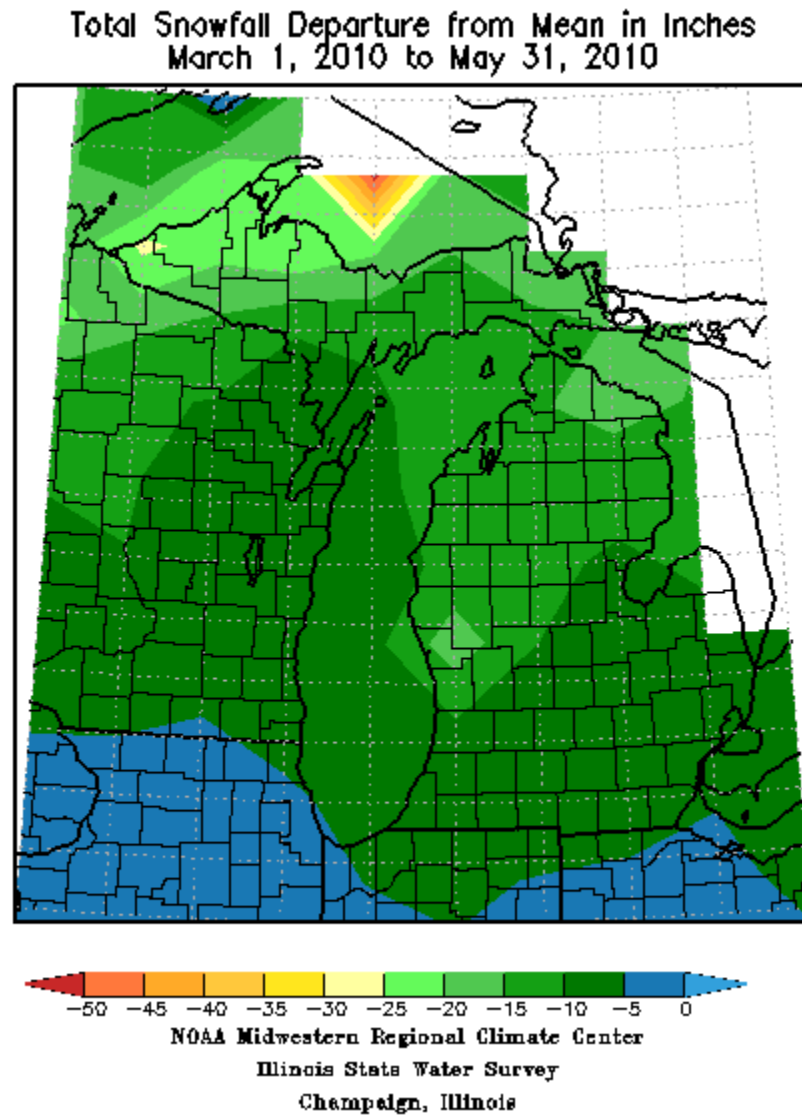 Total Snowfall Departure from Mean in Inches
March 1, 2010 to May 31, 2010
-50 -45 -40 -35 -30 -25 -20 -15 -10 -5 0
NOAA Midwestern Regional Climate Center
Illinois State Water Survey
Champaign, Illinois